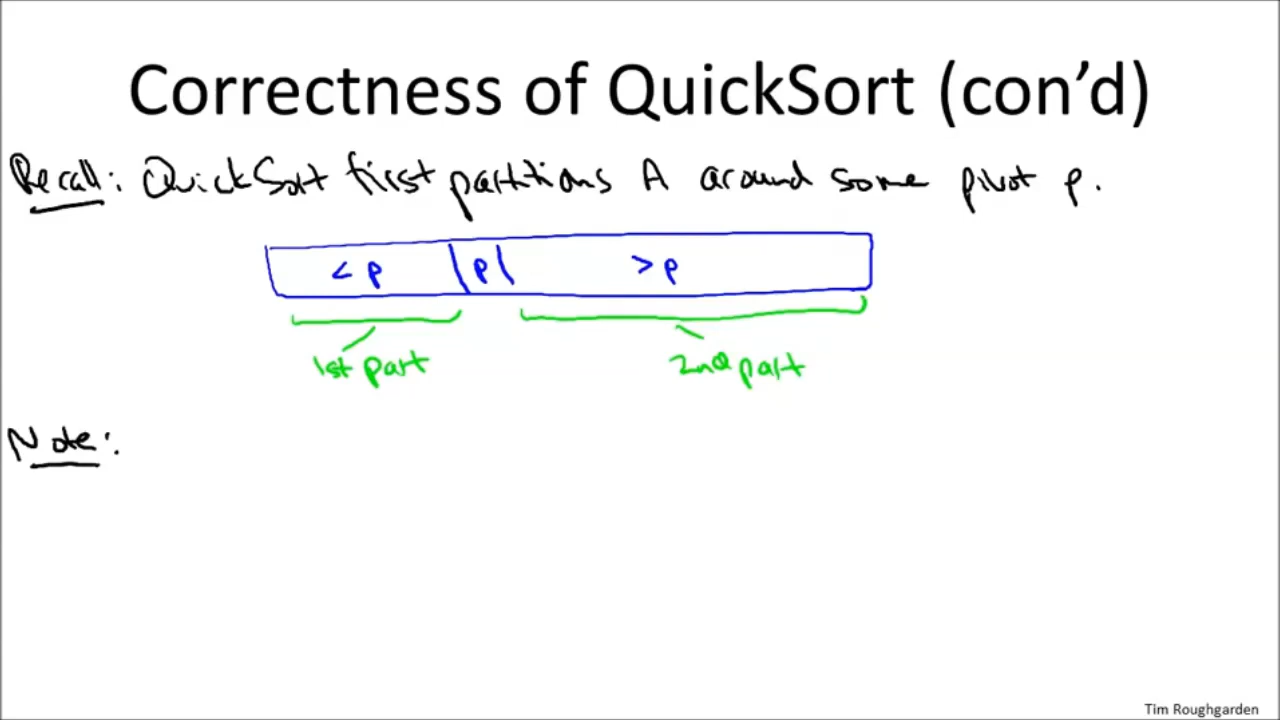 Correctness of QuickSort (con'd)
Recall: QuickSort first partitions A around some pivot p.
< p | p | > p
1st part 2nd part
Note:
Tim Roughgarden